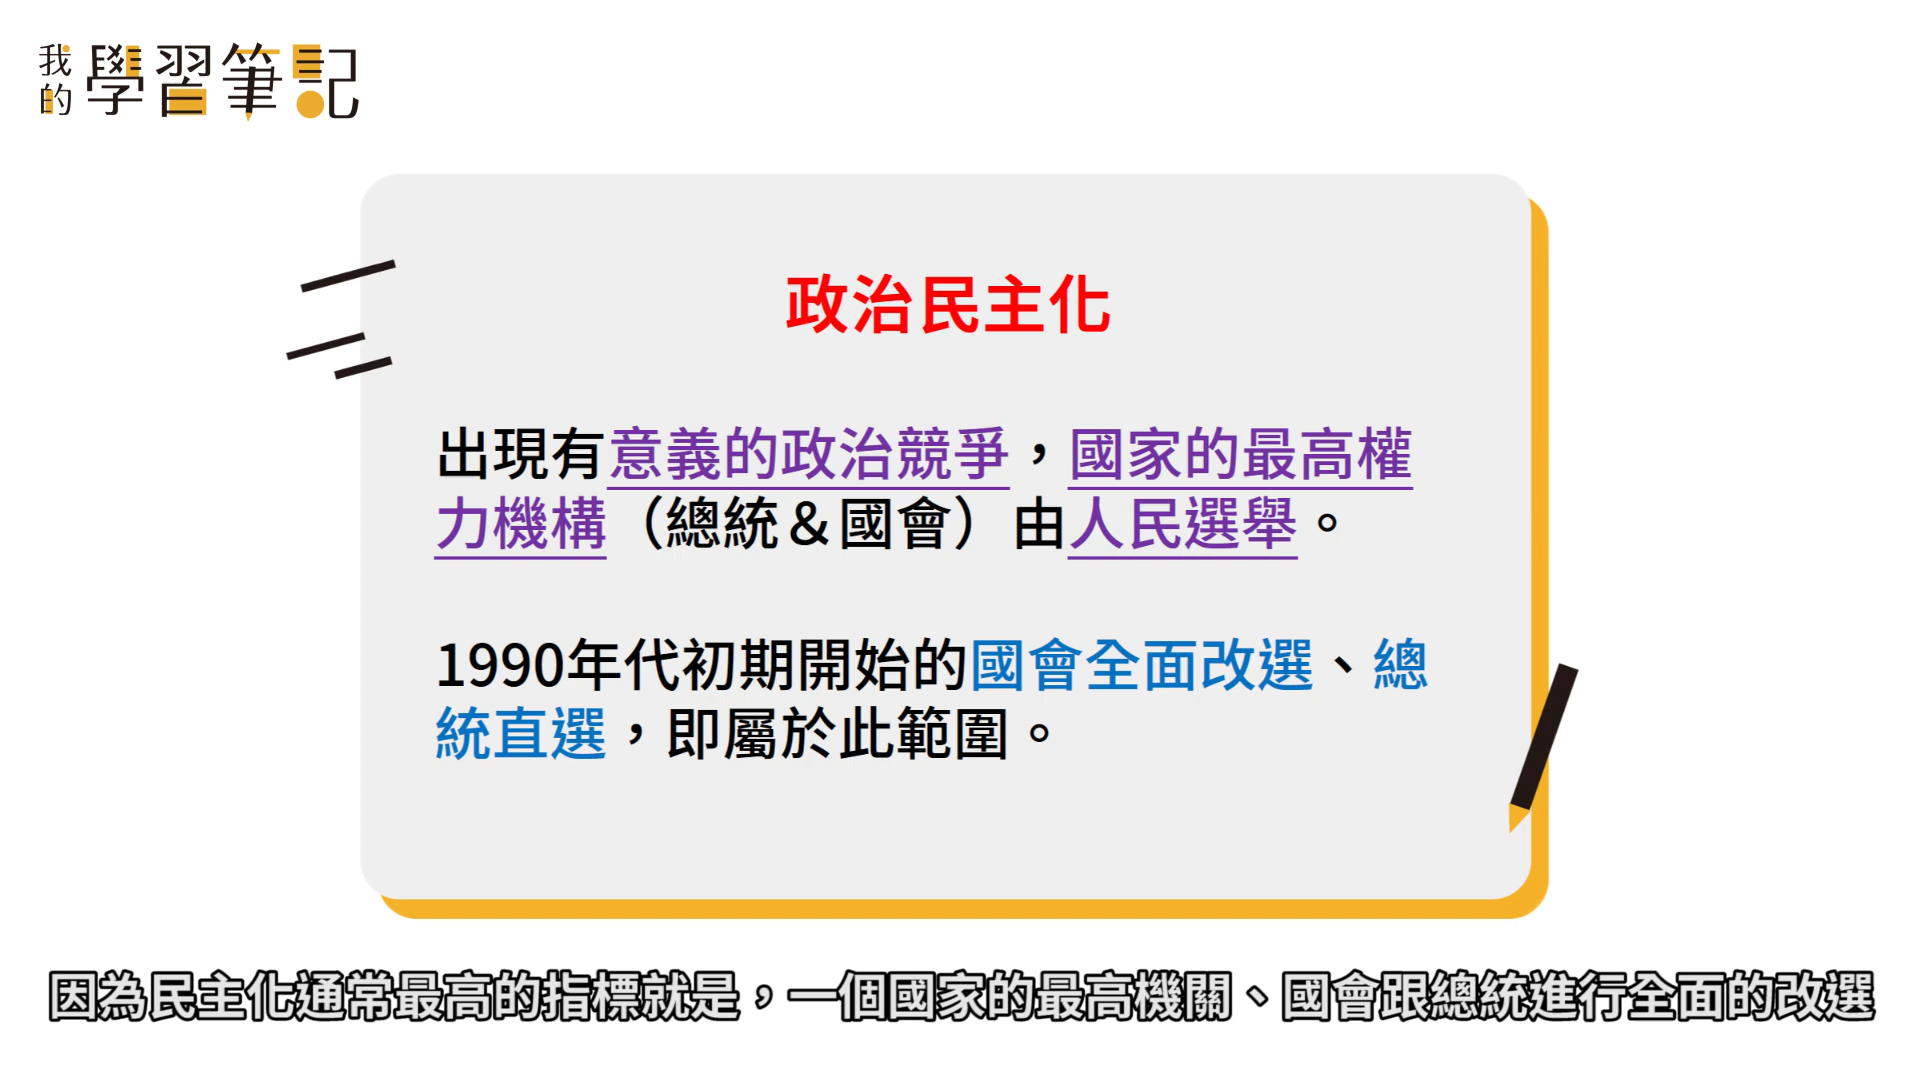 我的學習筆記
政治民主化
出現有意義的政治競爭，國家的最高權
力機構（總統＆國會）由人民選舉。
1990年代初期開始的國會全面改選、總
統直選，即屬於此範圍。
因為民主化通常最高的指標就是，一個國家的最高機關、國會跟總統進行全面的改選